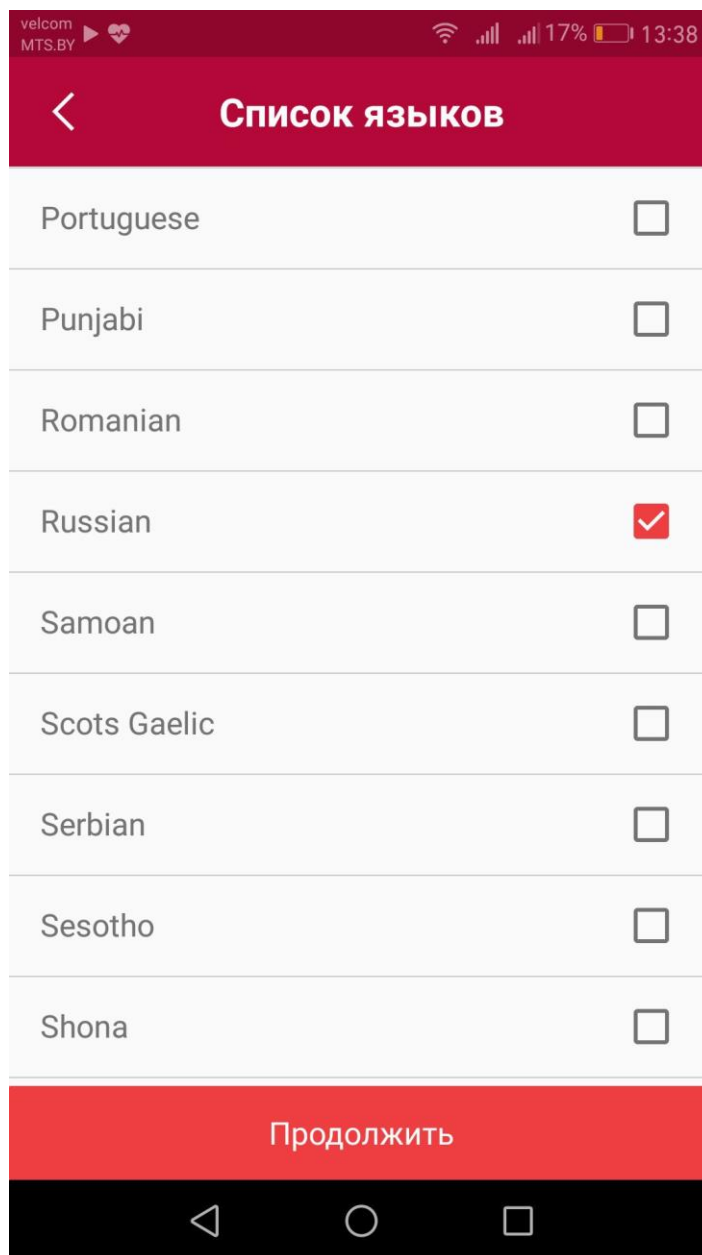 velcom
MTS.BY
17% 13:38
Список языков
Portuguese
Punjabi
Romanian
Russian
Samoan
Scots Gaelic
Serbian
Sesotho
Shona
Продолжить